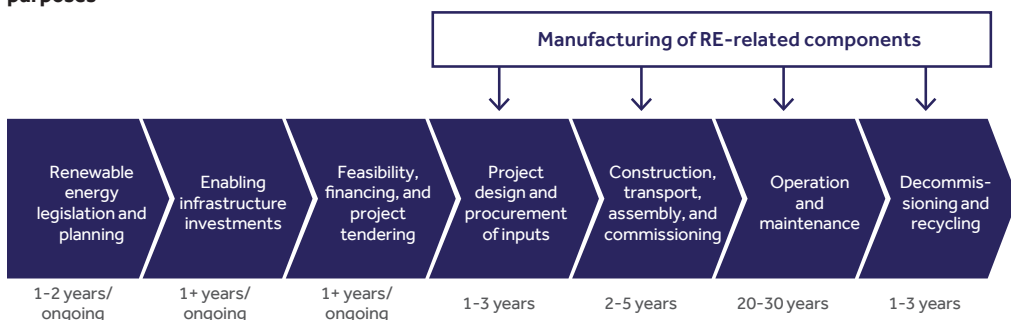 purposes
Manufacturing of RE-related components
Renewable
energy
legislation and
planning
Enabling
infrastructure
investments
Feasibility,
financing, and
project
tendering
Project
design and
procurement
of inputs
Construction,
transport,
assembly, and
commissioning
Operation
and
maintenance
Decommis-
sioning and
recycling
1-2 years/
ongoing
1+ years/
ongoing
1+ years/
ongoing
1-3 years
2-5 years
20-30 years
1-3 years